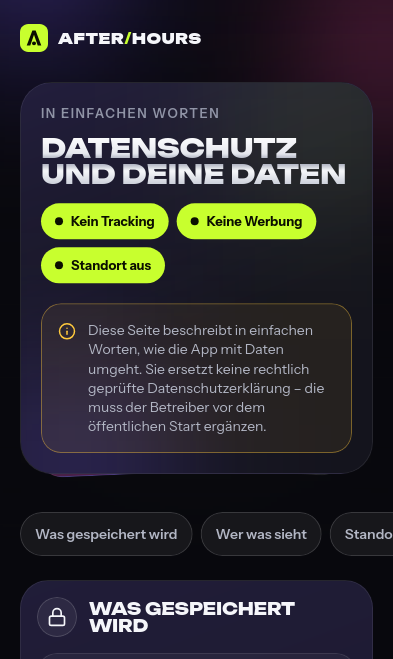 AFTER/HOURS
IN EINFACHEN WORTEN
DATENSCHUTZ
UND DEINE DATEN
Kein Tracking
Keine Werbung
Standort aus
Diese Seite beschreibt in einfachen
Worten, wie die App mit Daten
umgeht. Sie ersetzt keine rechtlich
geprüfte Datenschutzerklärung – die
muss der Betreiber vor dem
öffentlichen Start ergänzen.
Was gespeichert wird
Wer was sieht
Stando
WAS GESPEICHERT
WIRD